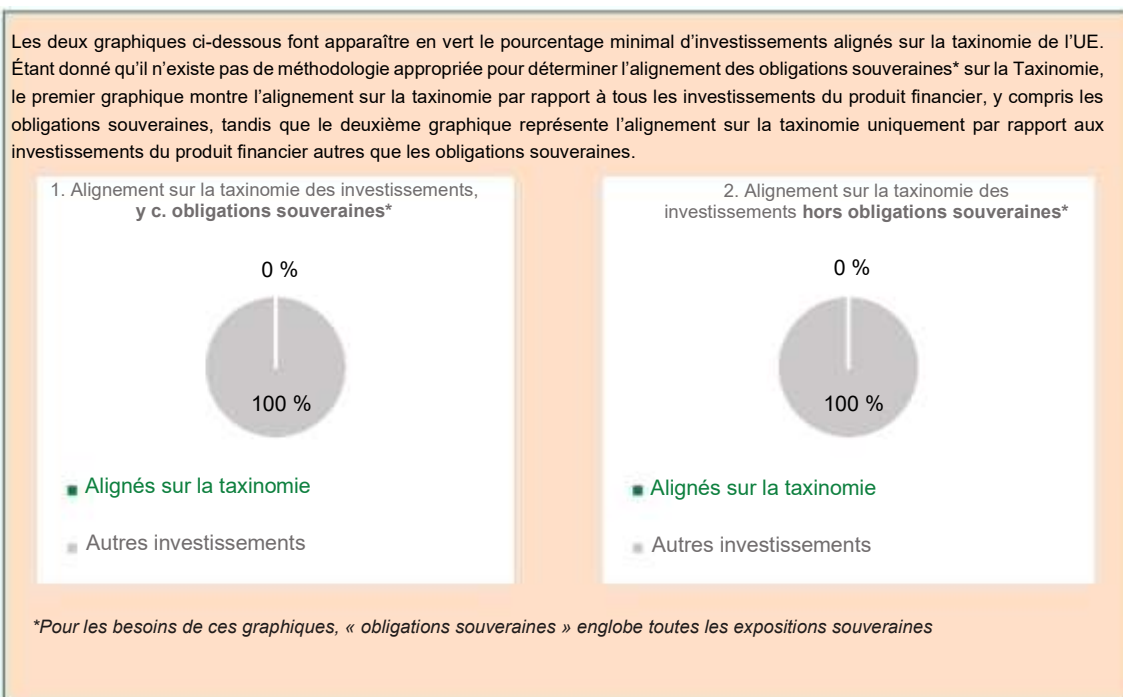 Les deux graphiques ci-dessous font apparaître en vert le pourcentage minimal d’investissements alignés sur la taxinomie de l’UE.
Étant donné qu’il n’existe pas de méthodologie appropriée pour déterminer l’alignement des obligations souveraines* sur la Taxinomie,
le premier graphique montre l’alignement sur la taxinomie par rapport à tous les investissements du produit financier, y compris les
obligations souveraines, tandis que le deuxième graphique représente l’alignement sur la taxinomie uniquement par rapport aux
investissements du produit financier autres que les obligations souveraines.
1. Alignement sur la taxinomie des investissements,
y c. obligations souveraines*
0 %
100 %
Alignés sur la taxinomie
Autres investissements
2. Alignement sur la taxinomie des
investissements hors obligations souveraines*
0 %
100 %
Alignés sur la taxinomie
Autres investissements
*Pour les besoins de ces graphiques, « obligations souveraines » englobe toutes les expositions souveraines